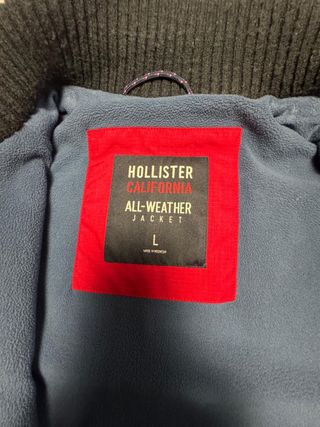 HOLLISTER
CALIFORNIA
ALL-WEATHER
JACKET
L